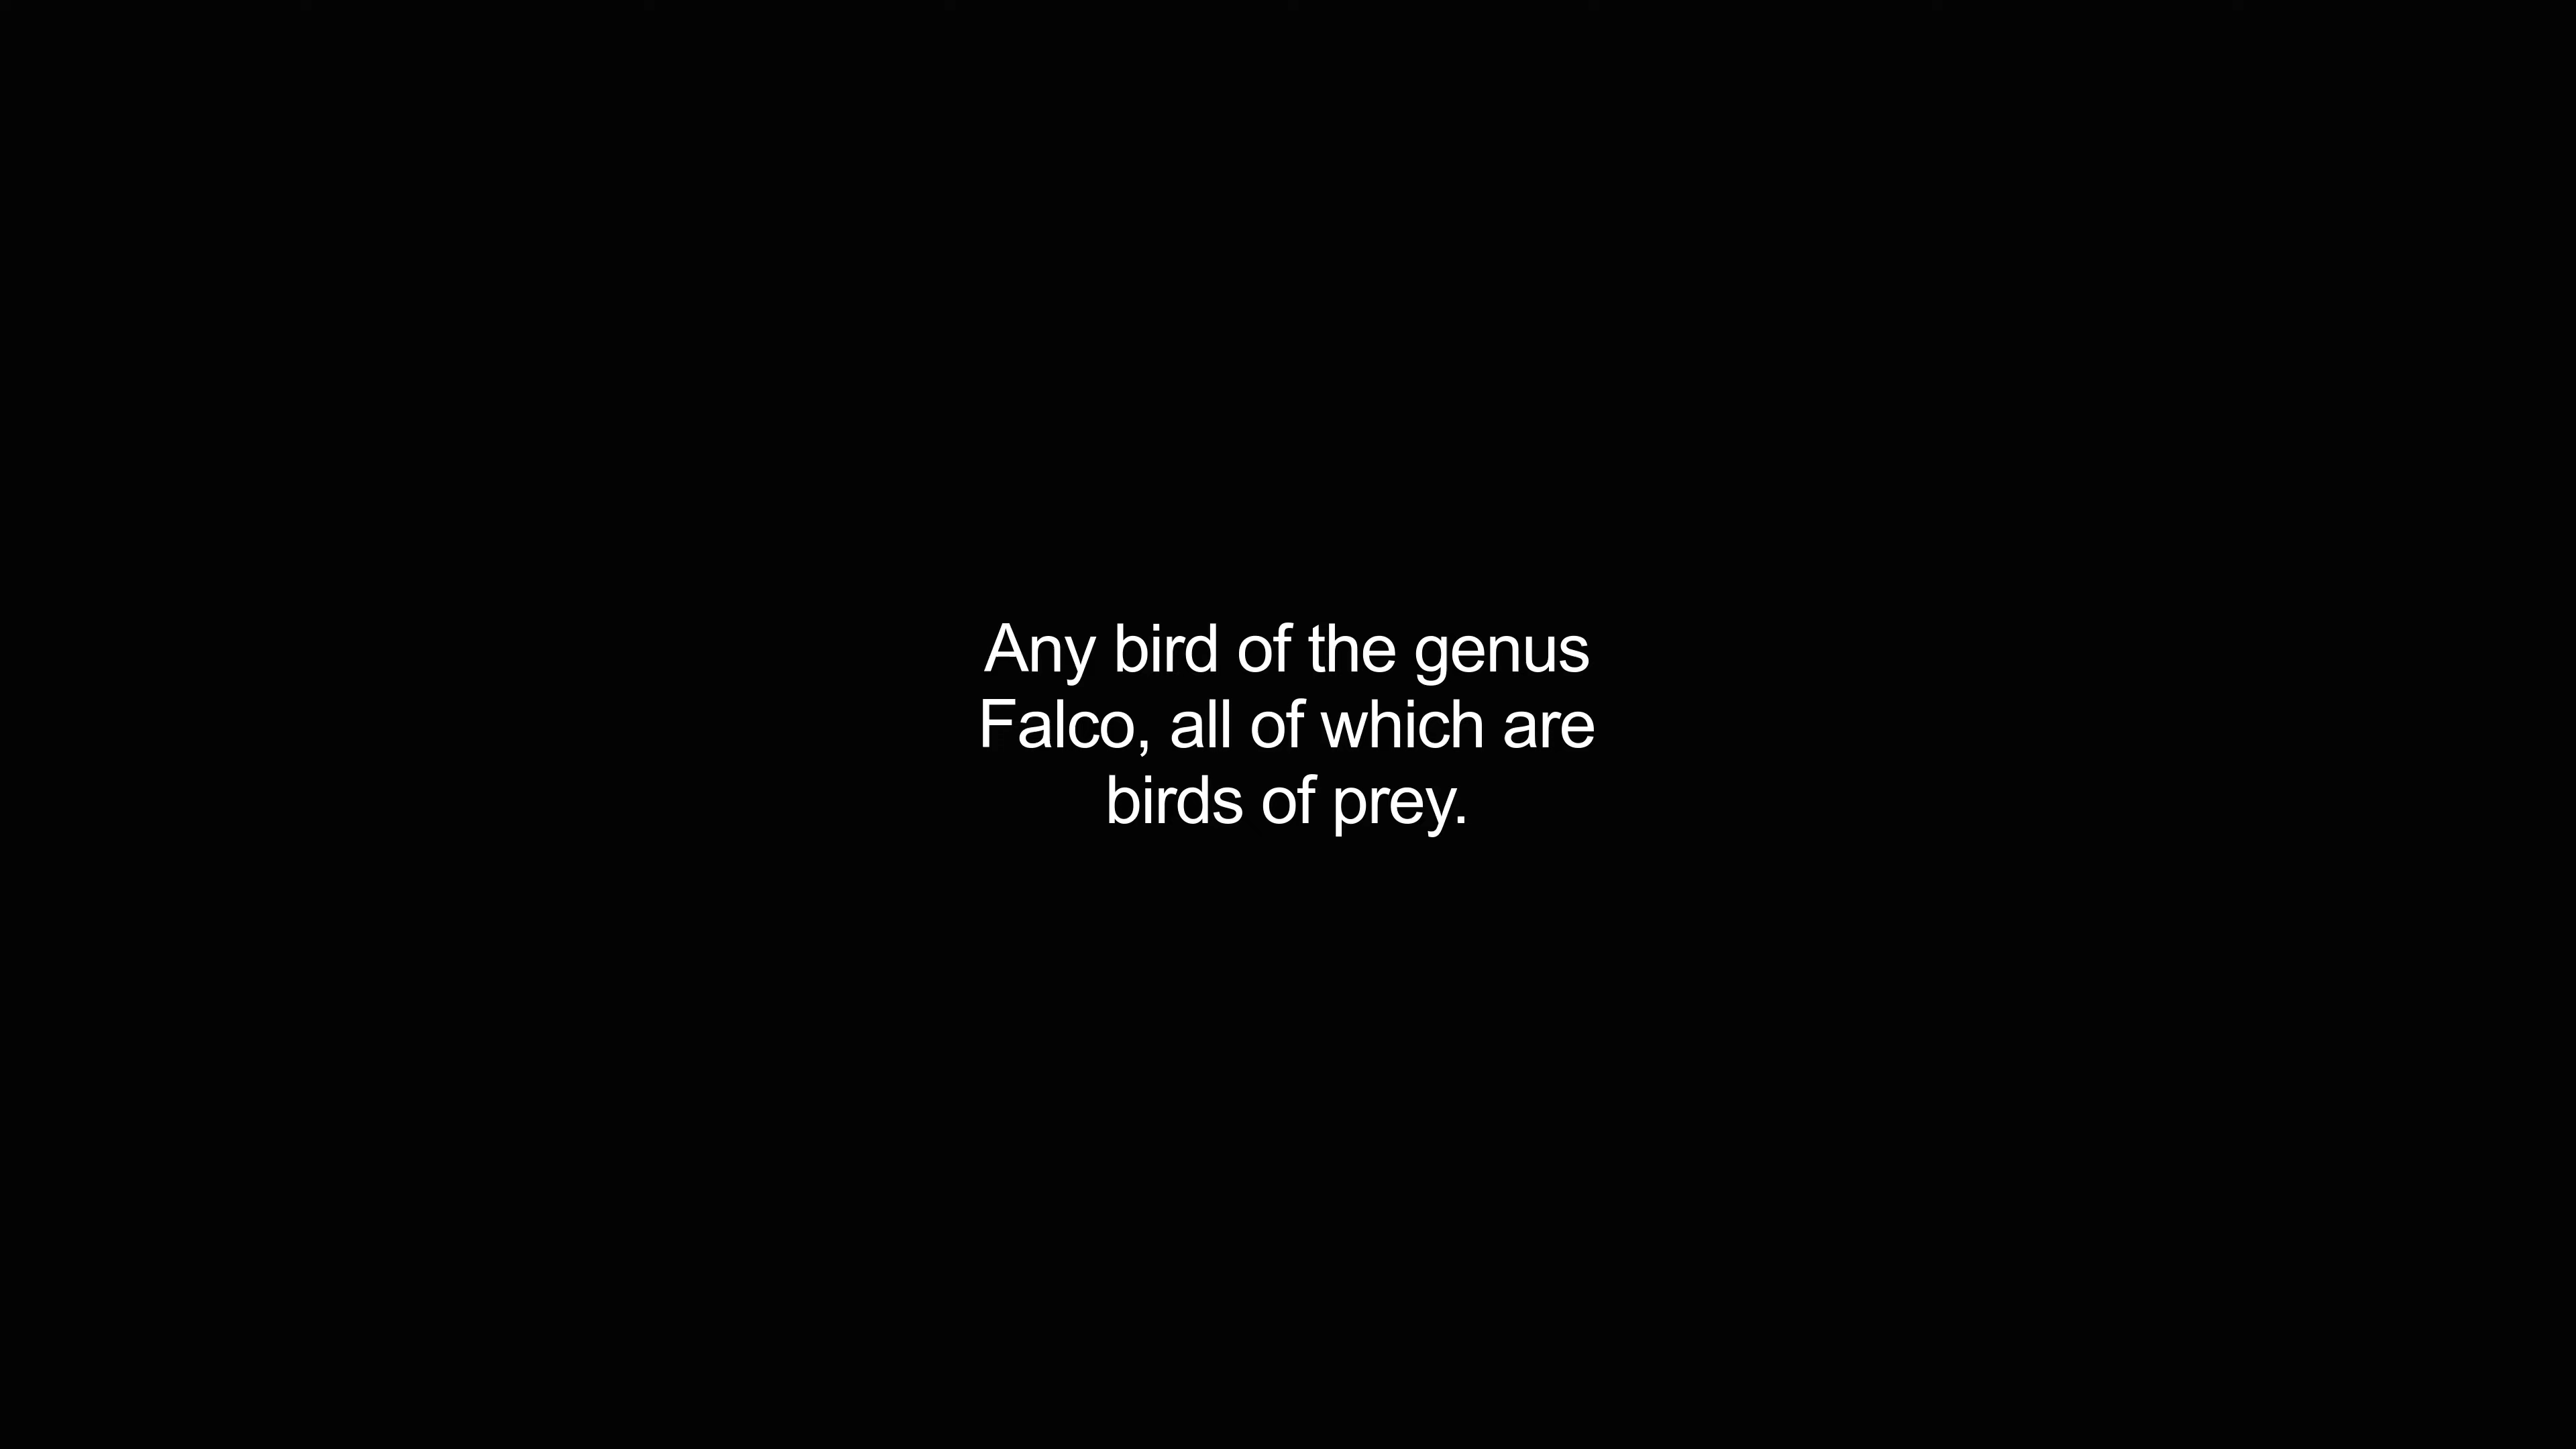 Any bird of the genus
Falco, all of which are
birds of prey.